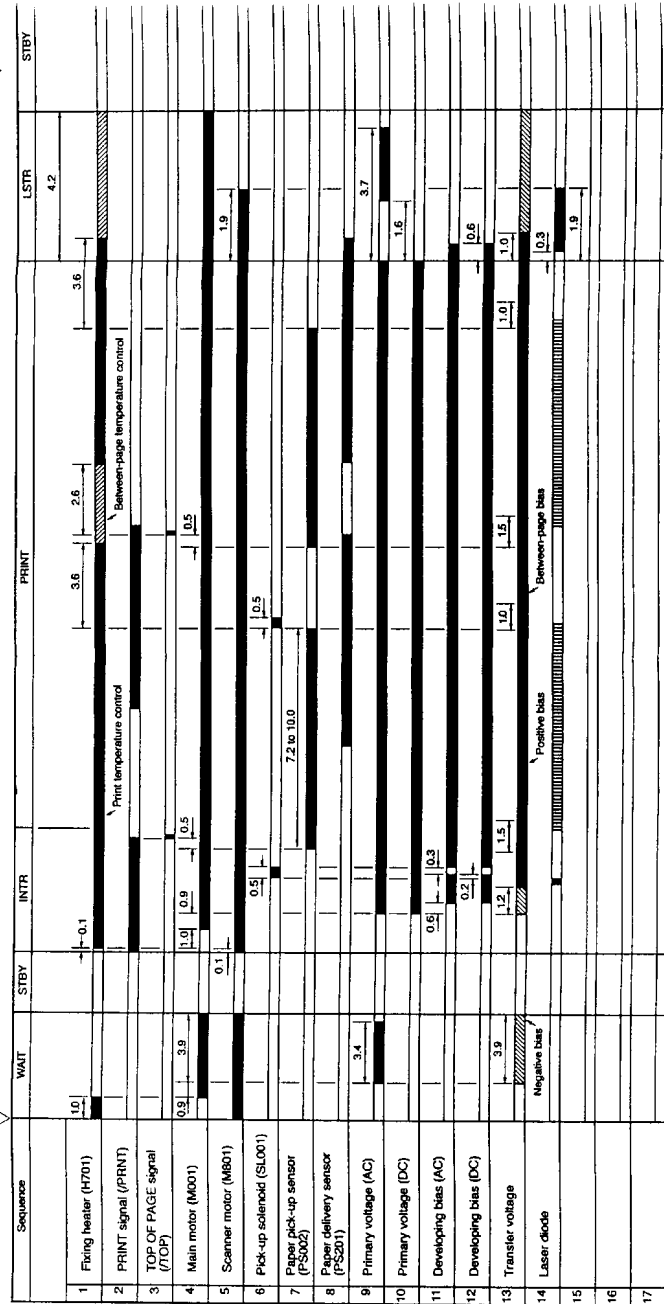 Sequence WAIT STBY INTR PRINT LSTR STBY
1 Fixing heater (H701) 1.0 0.1 3.6 2.6 3.6 4.2
2 PRINT signal (/PRNT) Print temperature control Between-page temperature control
3 TOP OF PAGE signal
(/TOP) 0.5 0.5
4 Main motor (M001) 0.9 3.9 1.0 0.9
5 Scanner motor (M801) 0.1 1.9
6 Pick-up solenoid (SL001) 0.5 0.5
7 Paper pick-up sensor
(PS002) 7.2 to 10.0
8 Paper delivery sensor
(PS201)
9 Primary voltage (AC) 3.4 3.7
10 Primary voltage (DC) 1.6
11 Developing bias (AC) 0.6 0.3
12 Developing bias (DC) 0.2 0.6
13 Transfer voltage 3.9 1.2 1.5 1.0 1.5 1.0 1.0
Negative bias Positive bias Between-page bias
14 Laser diode 0.3
15 1.9
16
17